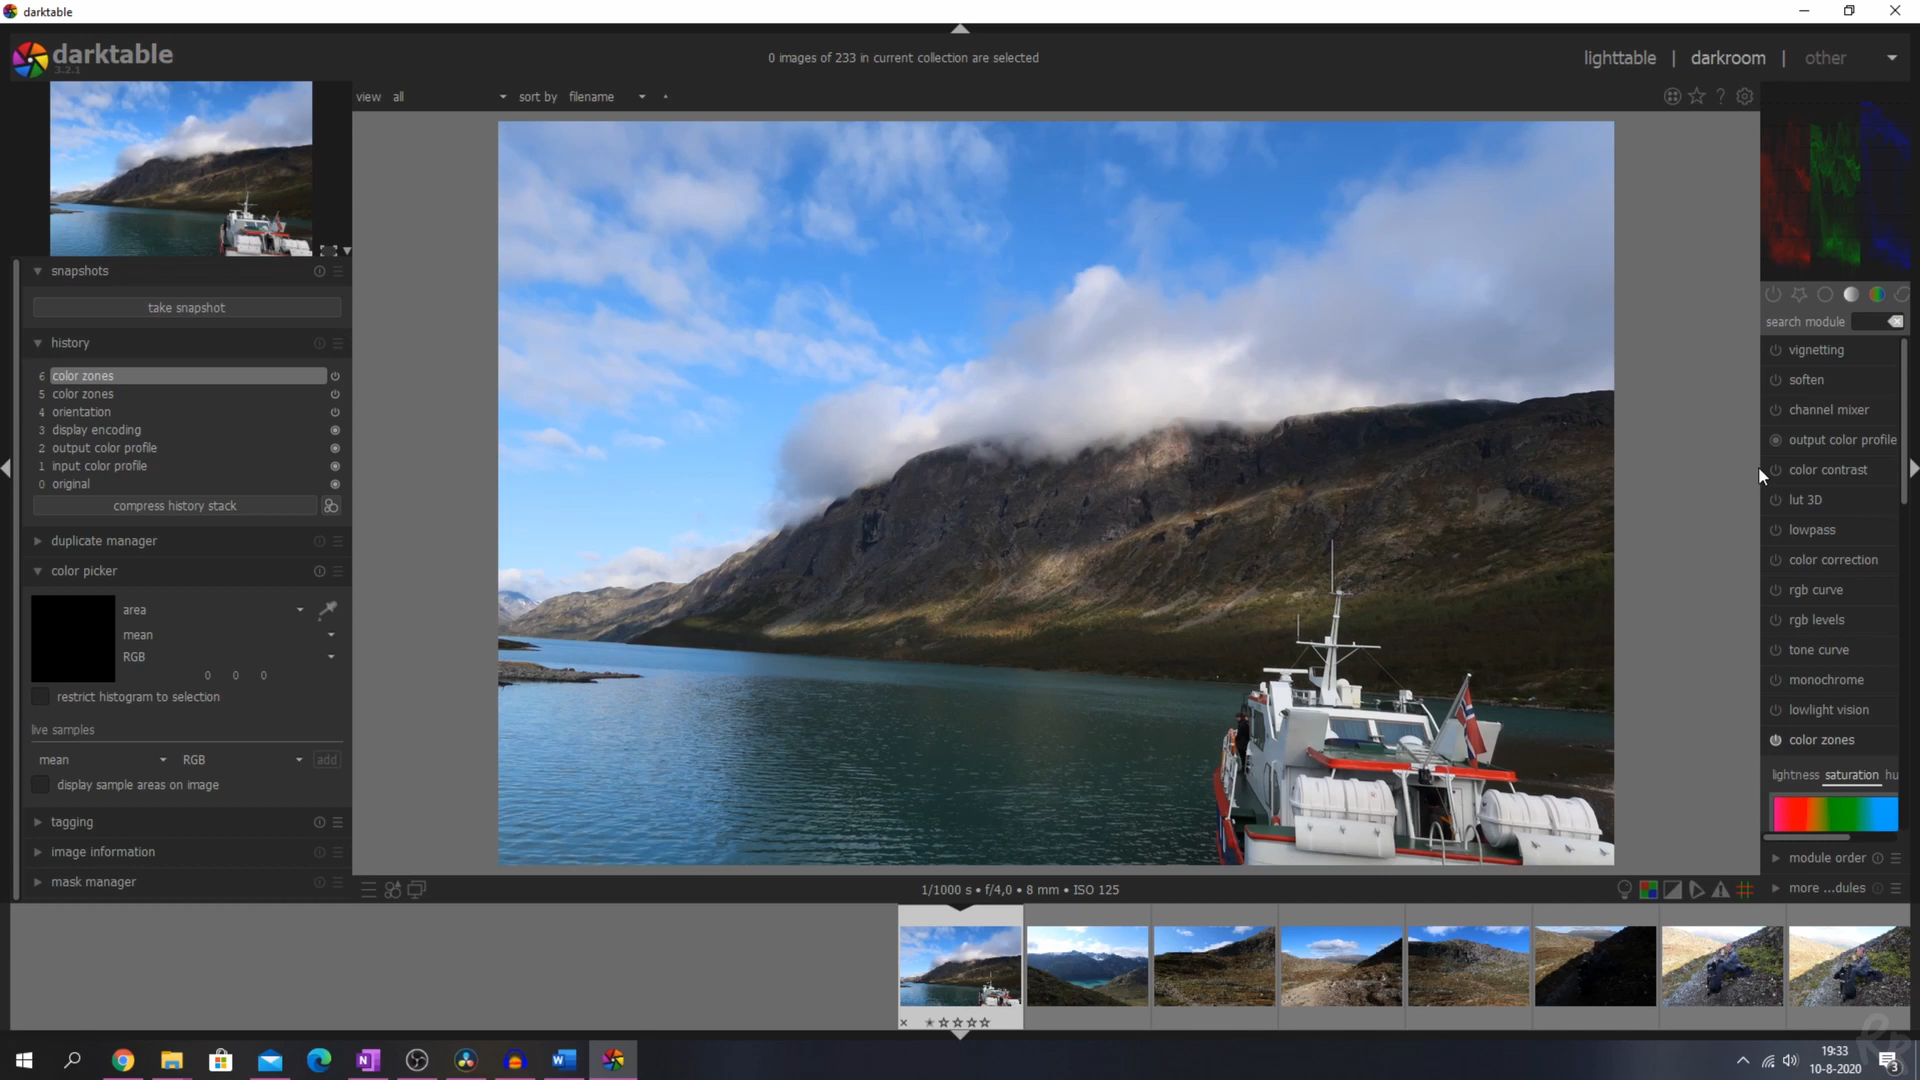 darktable
darktable
3.2.1
0 images of 233 in current collection are selected
lighttable | darkroom | other
view all sort by filename
snapshots
take snapshot
history
6 color zones
5 color zones
4 orientation
3 display encoding
2 output color profile
1 input color profile
0 original
compress history stack
duplicate manager
color picker
area
mean
RGB
0 0 0
restrict histogram to selection
live samples
mean RGB add
display sample areas on image
tagging
image information
mask manager
1/1000 s • f/4,0 • 8 mm • ISO 125
search module
vignetting
soften
channel mixer
output color profile
color contrast
lut 3D
lowpass
color correction
rgb curve
rgb levels
tone curve
monochrome
lowlight vision
color zones
lightness saturation hu
module order
more ...dules
19:33
10-8-2020
3